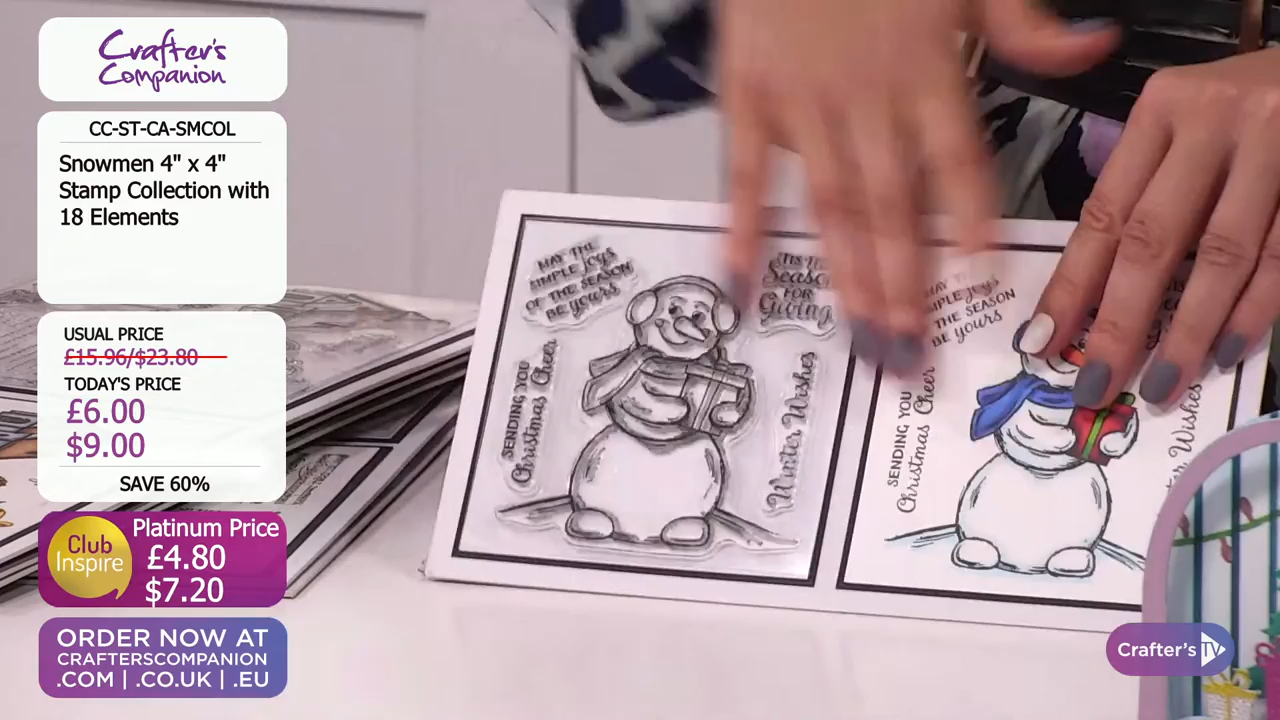 Crafter's
Companion
CC-ST-CA-SMCOL
Snowmen 4" x 4"
Stamp Collection with
18 Elements
USUAL PRICE
£15.96/$23.80
TODAY'S PRICE
£6.00
$9.00
SAVE 60%
Club
Inspire
Platinum Price
£4.80
$7.20
ORDER NOW AT
CRAFTERSCOMPANION
.COM | .CO.UK | .EU
MAY THE
SIMPLE joys
OF THE SEASON
BE yours
'TIS
Season
FOR
Giving
SENDING YOU
Christmas Cheer
Winter Wishes
MAY
joys
THE SEASON
BE yours
SENDING YOU
Christmas Cheer
Wishes
Crafter's TV